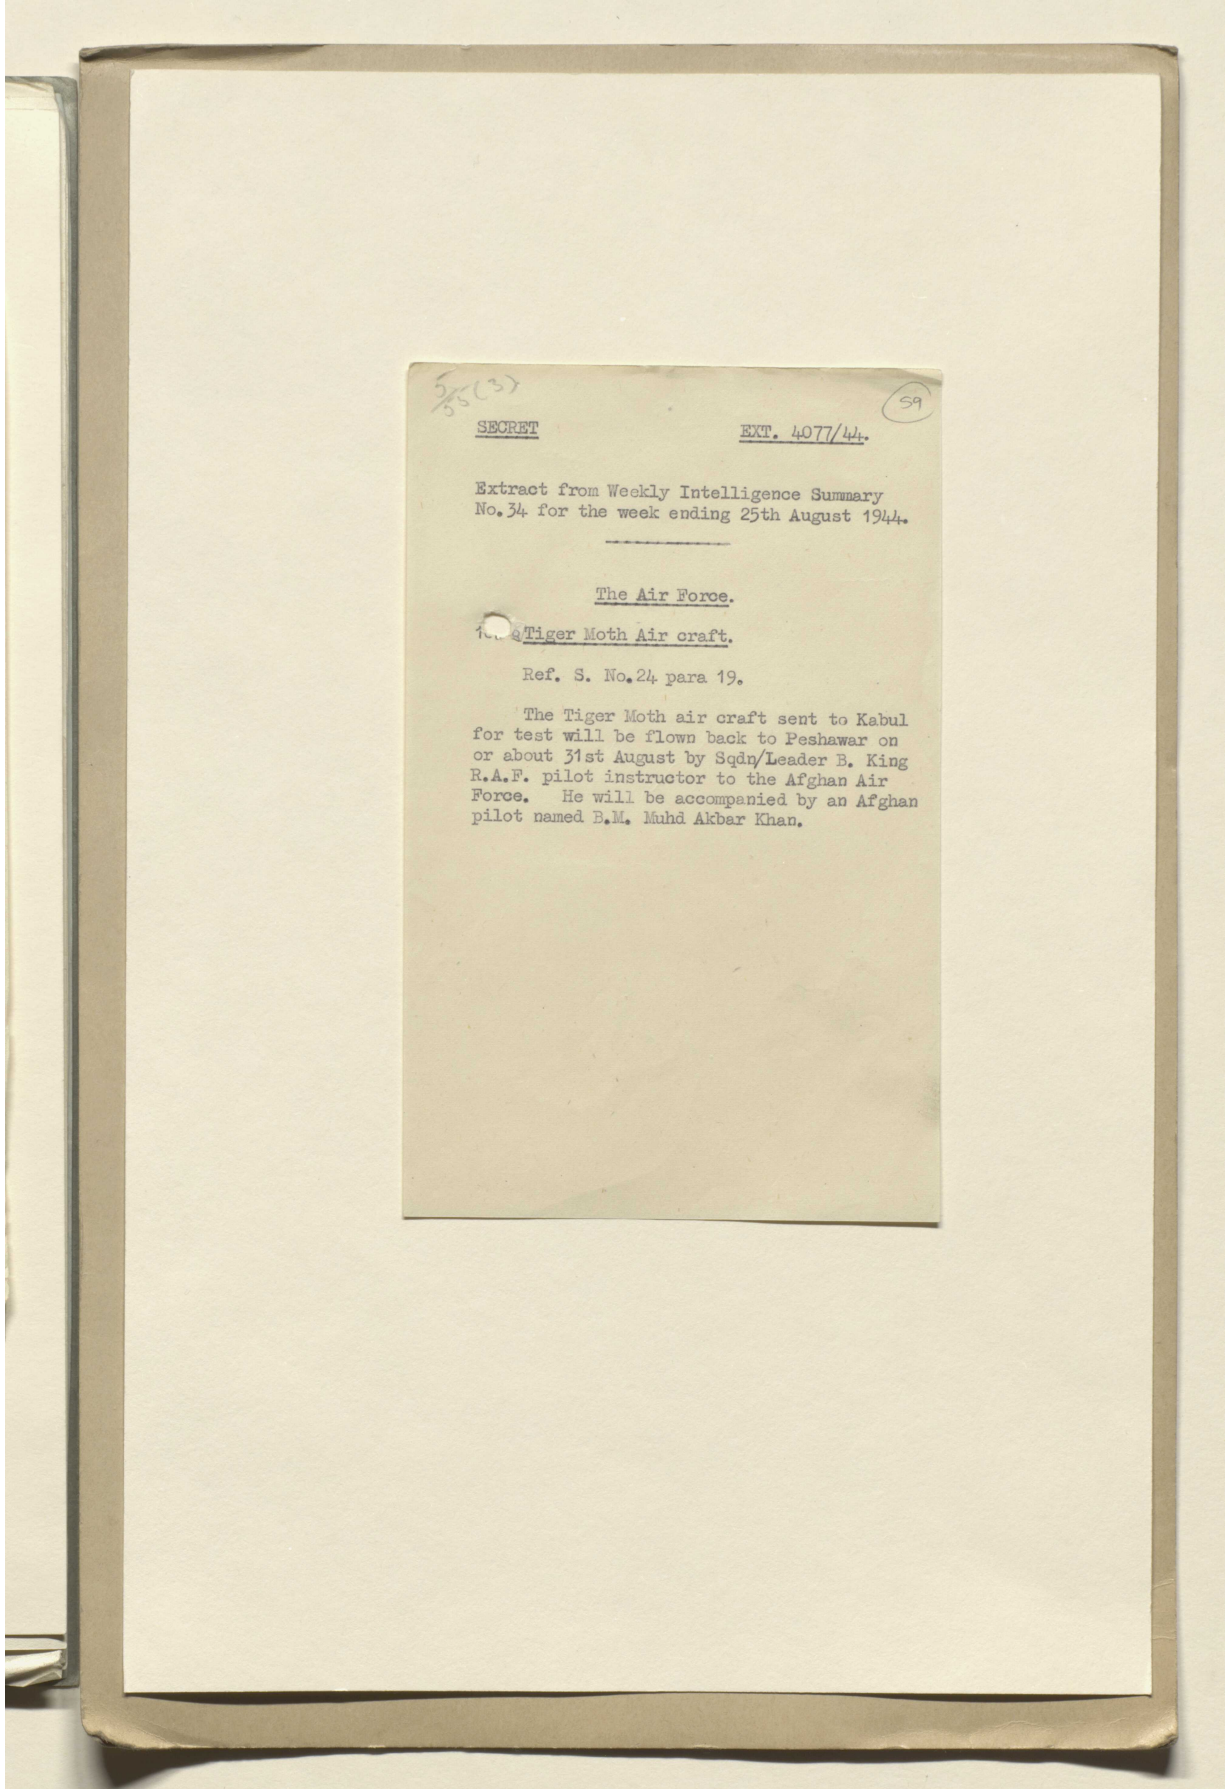 5/55(3)
59
SECRET EXT. 4077/44.
Extract from Weekly Intelligence Summary
No.34 for the week ending 25th August 1944.
The Air Force.
Tiger Moth Air craft.
Ref. S. No.24 para 19.
The Tiger Moth air craft sent to Kabul
for test will be flown back to Peshawar on
or about 31st August by Sqdn/Leader B. King
R.A.F. pilot instructor to the Afghan Air
Force. He will be accompanied by an Afghan
pilot named B.M. Muhd Akbar Khan.